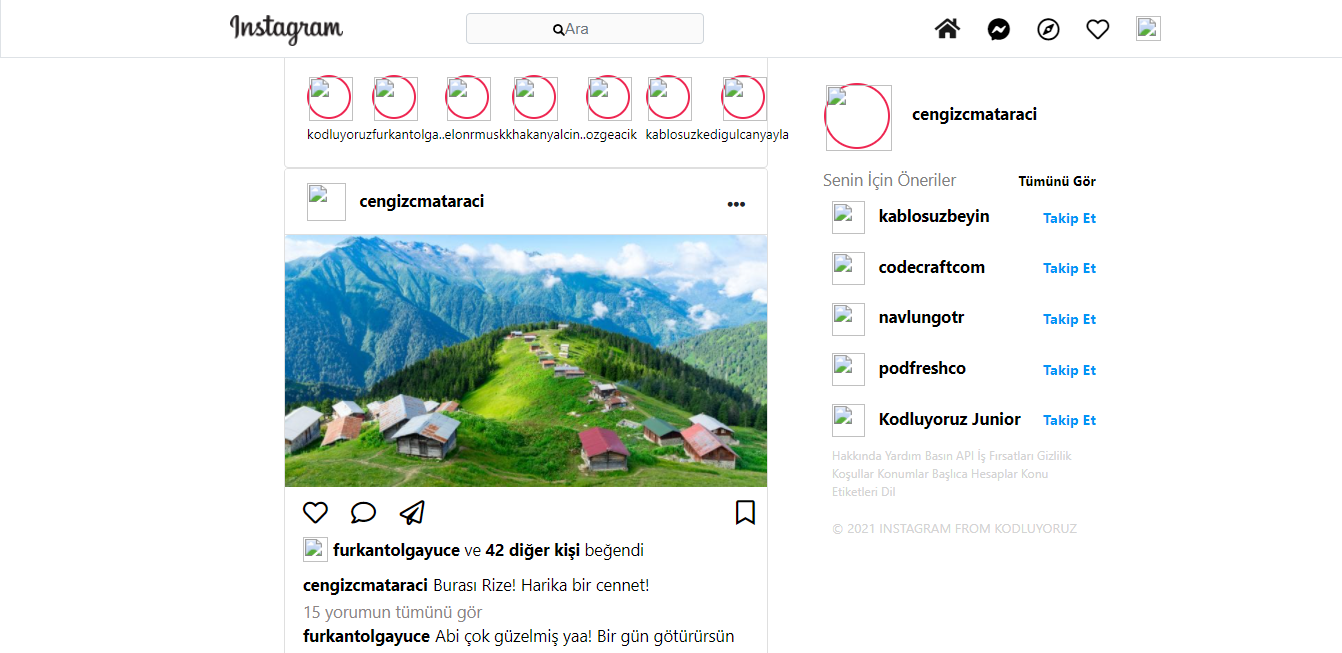 Instagram
Ara
kodluyoruz furkantolga.. elonrmuskk hakanyalcin.. ozgeacik kablosuzkedi gulcanyayla
cengizcmataraci
cengizcmataraci
Senin İçin Öneriler Tümünü Gör
kablosuzbeyin Takip Et
codecraftcom Takip Et
navlungotr Takip Et
podfreshco Takip Et
Kodluyoruz Junior Takip Et
Hakkında Yardım Basın API İş Fırsatları Gizlilik
Koşullar Konumlar Başlıca Hesaplar Konu
Etiketleri Dil
© 2021 INSTAGRAM FROM KODLUYORUZ
furkantolgayuce ve 42 diğer kişi beğendi
cengizcmataraci Burası Rize! Harika bir cennet!
15 yorumun tümünü gör
furkantolgayuce Abi çok güzelmiş yaa! Bir gün götürürsün